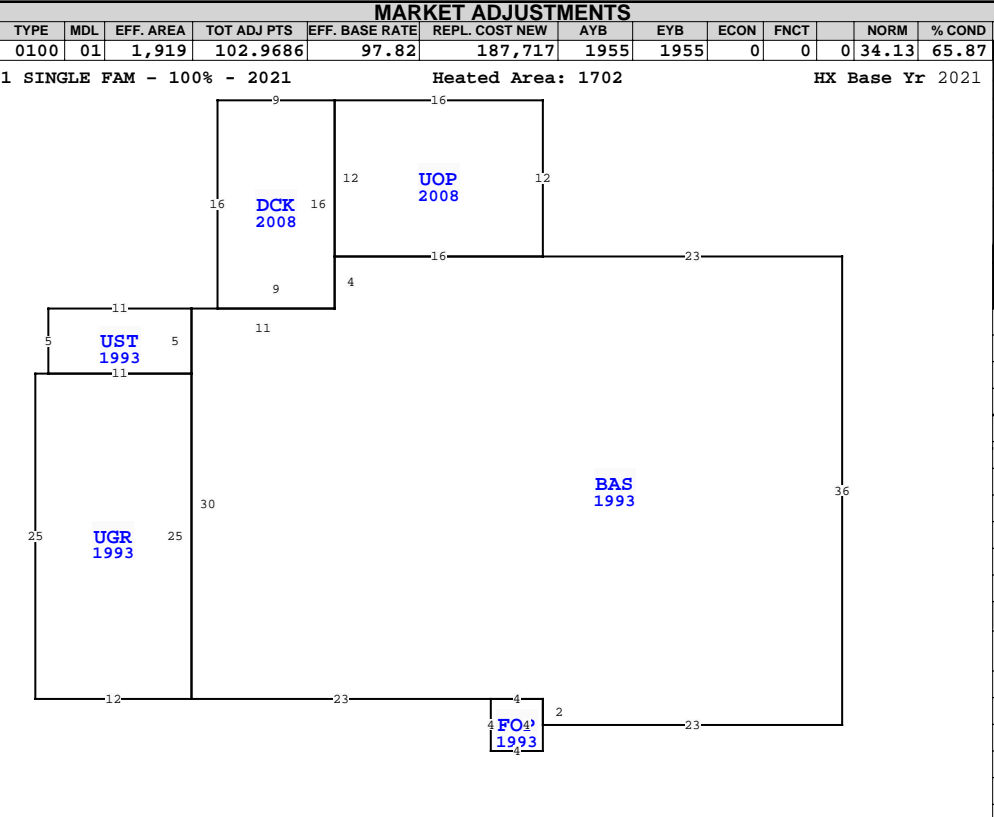 MARKET ADJUSTMENTS
TYPE MDL EFF. AREA TOT ADJ PTS EFF. BASE RATE REPL. COST NEW AYB EYB ECON FNCT NORM % COND
0100 01 1,919 102.9686 97.82 187,717 1955 1955 0 0 0 34.13 65.87
1 SINGLE FAM - 100% - 2021 Heated Area: 1702 HX Base Yr 2021
9 16
12 UOP 12
2008
16 DCK 16
2008
16 23
9 4
11
11
5 UST 5
1993
11
BAS
1993
36
30
25 UGR 25
1993
12 23 4
2
4 FOP 4 23
1993
4